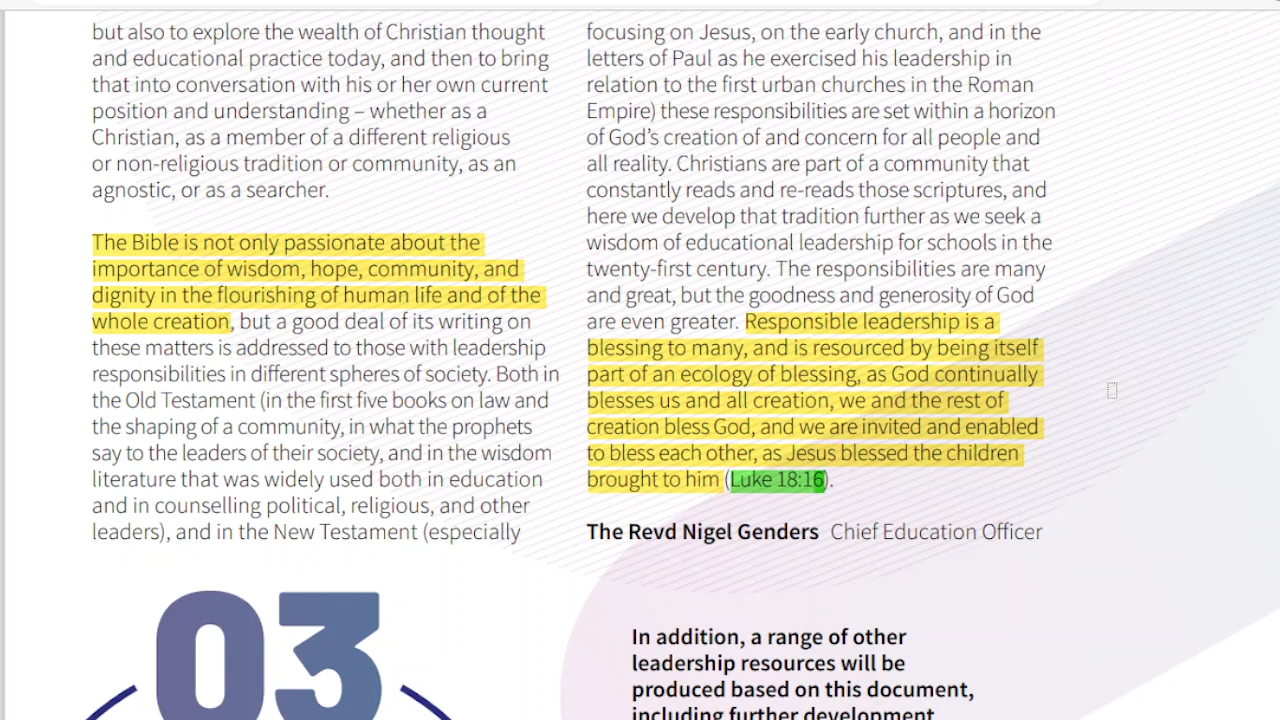 but also to explore the wealth of Christian thought
and educational practice today, and then to bring
that into conversation with his or her own current
position and understanding – whether as a
Christian, as a member of a different religious
or non-religious tradition or community, as an
agnostic, or as a searcher.
The Bible is not only passionate about the
importance of wisdom, hope, community, and
dignity in the flourishing of human life and of the
whole creation, but a good deal of its writing on
these matters is addressed to those with leadership
responsibilities in different spheres of society. Both in
the Old Testament (in the first five books on law and
the shaping of a community, in what the prophets
say to the leaders of their society, and in the wisdom
literature that was widely used both in education
and in counselling political, religious, and other
leaders), and in the New Testament (especially
focusing on Jesus, on the early church, and in the
letters of Paul as he exercised his leadership in
relation to the first urban churches in the Roman
Empire) these responsibilities are set within a horizon
of God’s creation of and concern for all people and
all reality. Christians are part of a community that
constantly reads and re-reads those scriptures, and
here we develop that tradition further as we seek a
wisdom of educational leadership for schools in the
twenty-first century. The responsibilities are many
and great, but the goodness and generosity of God
are even greater. Responsible leadership is a
blessing to many, and is resourced by being itself
part of an ecology of blessing, as God continually
blesses us and all creation, we and the rest of
creation bless God, and we are invited and enabled
to bless each other, as Jesus blessed the children
brought to him (Luke 18:16).
The Revd Nigel Genders Chief Education Officer
03
In addition, a range of other
leadership resources will be
produced based on this document,
including further development